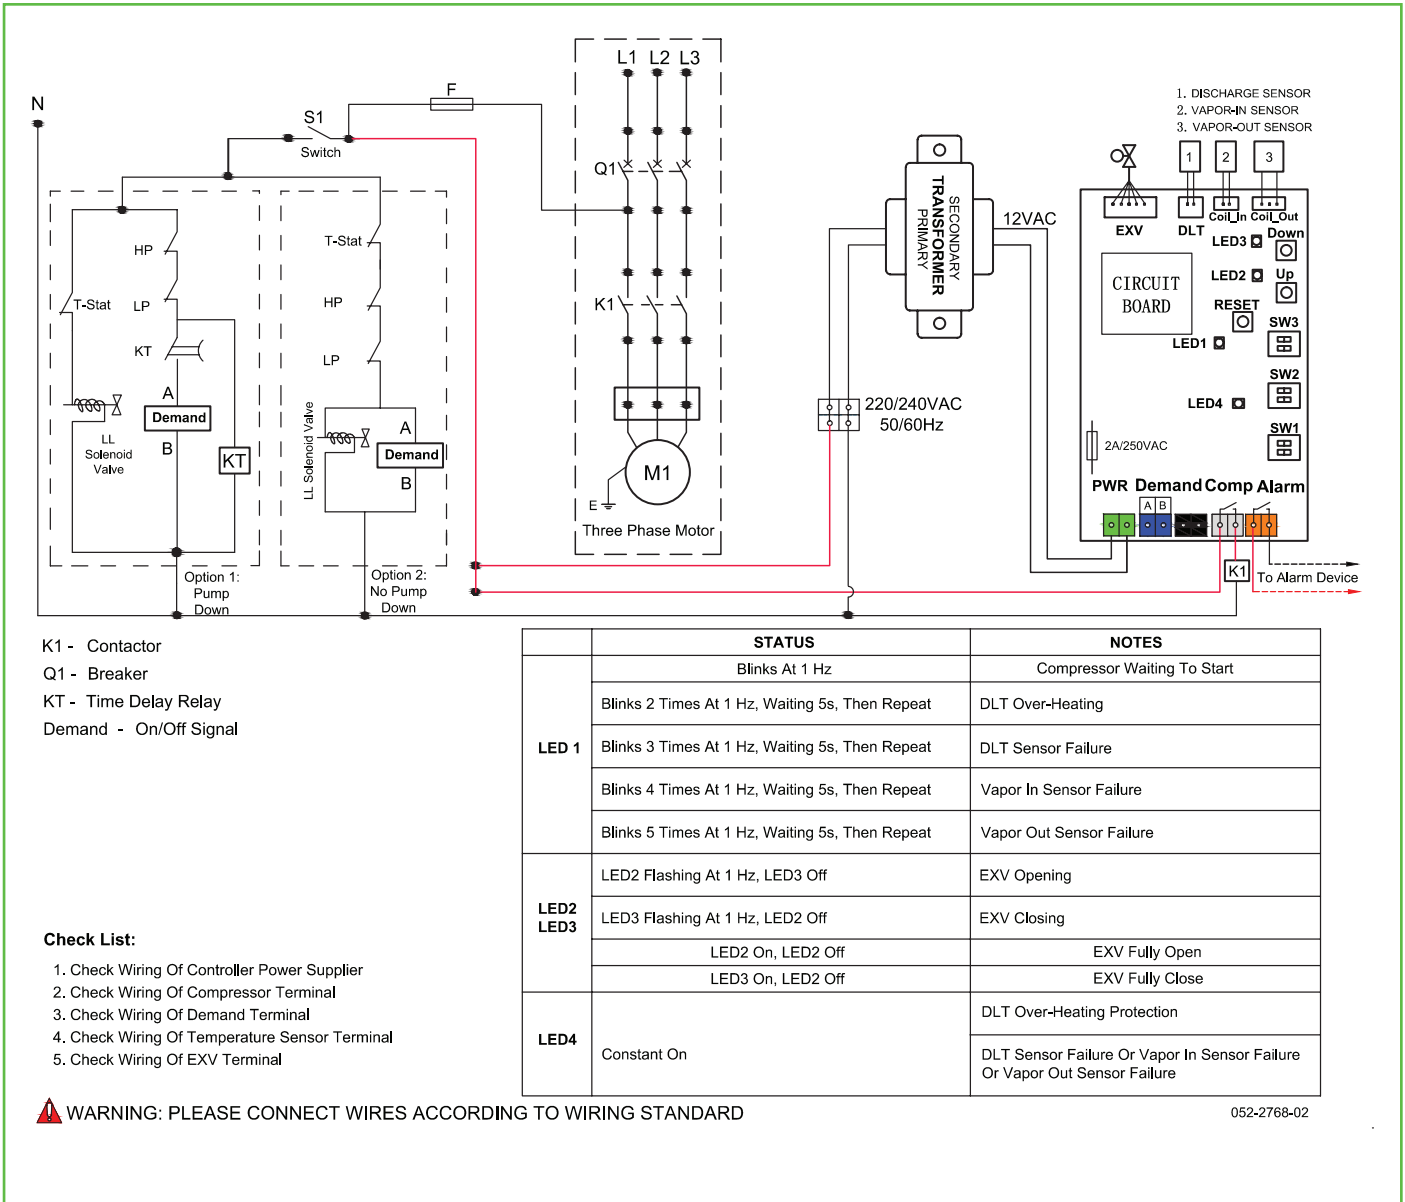 N
S1
Switch
F
L1 L2 L3
Q1
K1
M1
E
Three Phase Motor
HP
T-Stat
LP
KT
A
Demand
B
KT
LL
Solenoid
Valve
Option 1:
Pump
Down
T-Stat
HP
LP
LL Solenoid Valve
A
Demand
B
Option 2:
No Pump
Down
SECONDARY
TRANSFORMER
PRIMARY
12VAC
220/240VAC
50/60Hz
1. DISCHARGE SENSOR
2. VAPOR-IN SENSOR
3. VAPOR-OUT SENSOR
1 2 3
EXV DLT Coil_In Coil_Out
LED3 Down
LED2 Up
CIRCUIT
BOARD
RESET
LED1 SW3
SW2
LED4
SW1
2A/250VAC
PWR Demand Comp Alarm
A B
K1
To Alarm Device
K1 - Contactor
Q1 - Breaker
KT - Time Delay Relay
Demand - On/Off Signal
STATUS NOTES
LED 1
Blinks At 1 Hz Compressor Waiting To Start
Blinks 2 Times At 1 Hz, Waiting 5s, Then Repeat DLT Over-Heating
Blinks 3 Times At 1 Hz, Waiting 5s, Then Repeat DLT Sensor Failure
Blinks 4 Times At 1 Hz, Waiting 5s, Then Repeat Vapor In Sensor Failure
Blinks 5 Times At 1 Hz, Waiting 5s, Then Repeat Vapor Out Sensor Failure
LED2
LED3
LED2 Flashing At 1 Hz, LED3 Off EXV Opening
LED3 Flashing At 1 Hz, LED2 Off EXV Closing
LED2 On, LED2 Off EXV Fully Open
LED3 On, LED2 Off EXV Fully Close
LED4
Constant On
DLT Over-Heating Protection
DLT Sensor Failure Or Vapor In Sensor Failure
Or Vapor Out Sensor Failure
Check List:
1. Check Wiring Of Controller Power Supplier
2. Check Wiring Of Compressor Terminal
3. Check Wiring Of Demand Terminal
4. Check Wiring Of Temperature Sensor Terminal
5. Check Wiring Of EXV Terminal
WARNING: PLEASE CONNECT WIRES ACCORDING TO WIRING STANDARD
052-2768-02